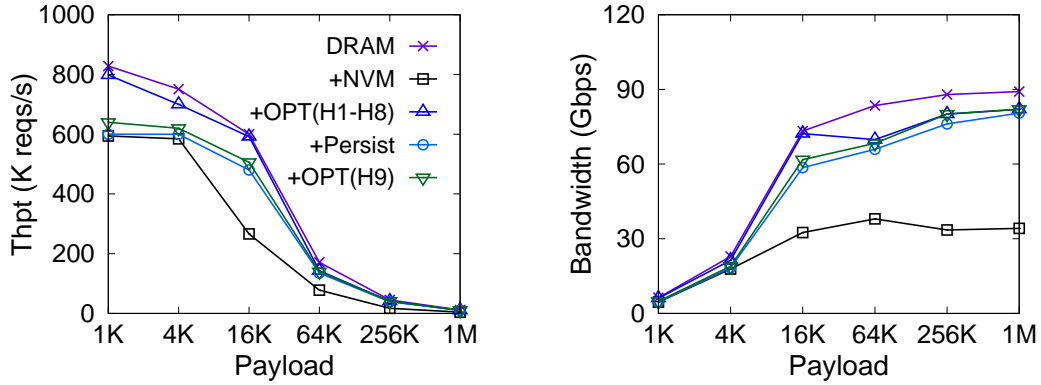 1000
800
600
400
200
0
Thpt (K reqs/s)
DRAM
+NVM
+OPT(H1-H8)
+Persist
+OPT(H9)
1K 4K 16K 64K 256K 1M
Payload
120
90
60
30
0
Bandwidth (Gbps)
1K 4K 16K 64K 256K 1M
Payload